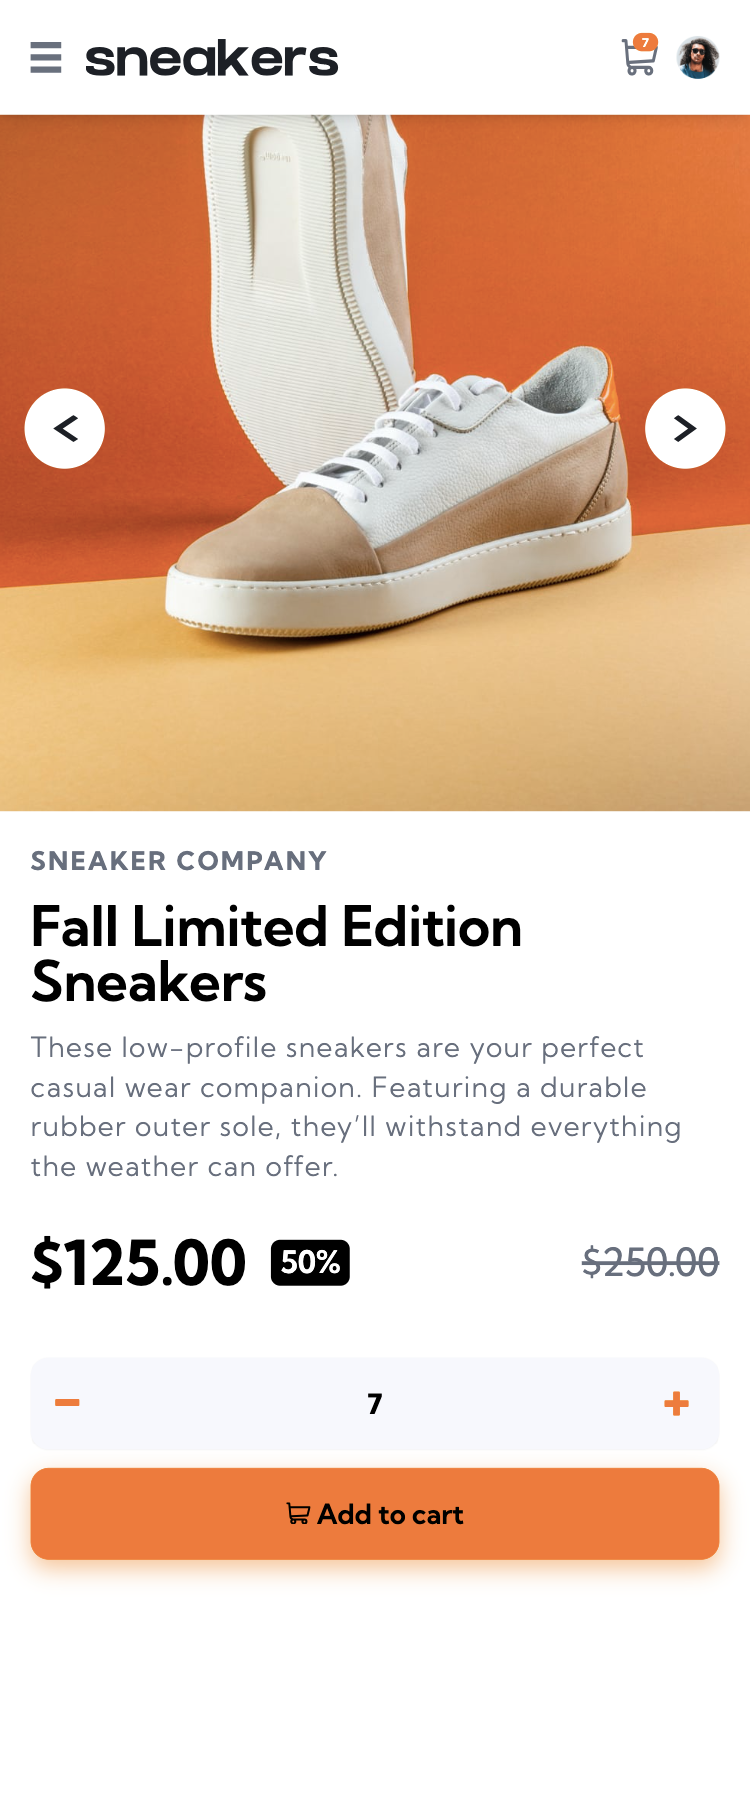 sneakers
7
SNEAKER COMPANY
Fall Limited Edition
Sneakers
These low-profile sneakers are your perfect
casual wear companion. Featuring a durable
rubber outer sole, they’ll withstand everything
the weather can offer.
$125.00 50% $250.00
7
Add to cart